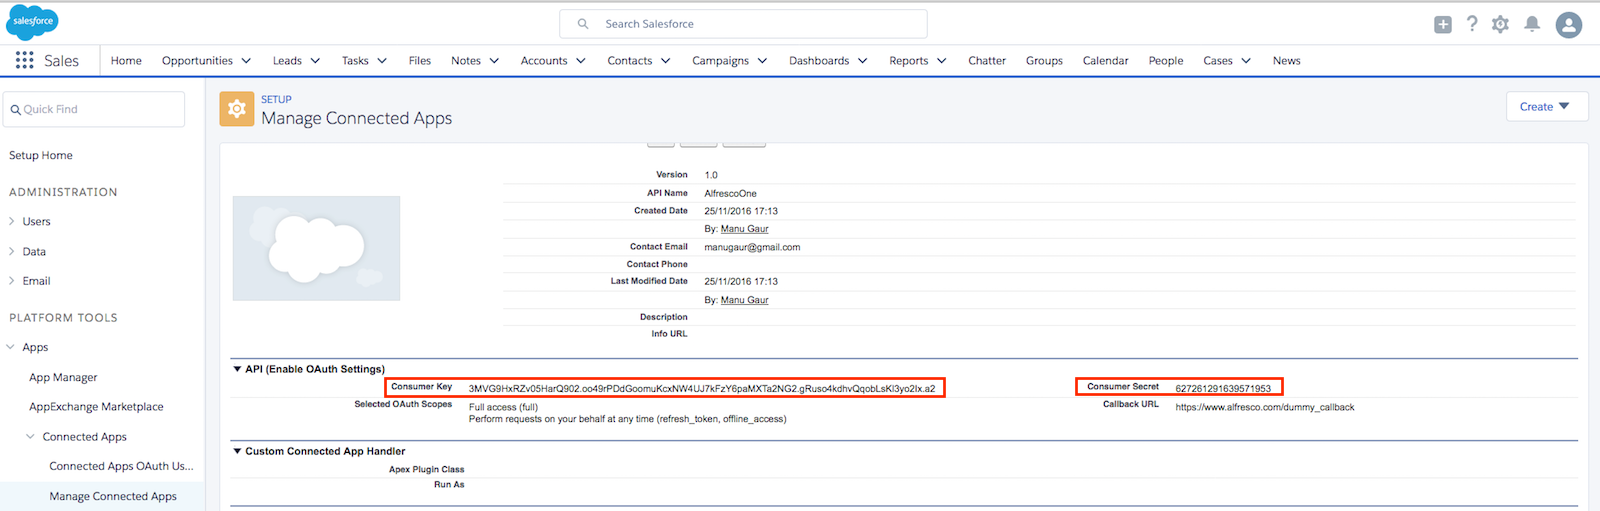 salesforce
Search Salesforce
Sales
Home Opportunities Leads Tasks Files Notes Accounts Contacts Campaigns Dashboards Reports Chatter Groups Calendar People Cases News
Quick Find
SETUP
Manage Connected Apps
Create
Setup Home
ADMINISTRATION
Users
Data
Email
PLATFORM TOOLS
Apps
App Manager
AppExchange Marketplace
Connected Apps
Connected Apps OAuth Us...
Manage Connected Apps
Version 1.0
API Name AlfrescoOne
Created Date 25/11/2016 17:13
By: Manu Gaur
Contact Email manugaur@gmail.com
Contact Phone
Last Modified Date 25/11/2016 17:13
By: Manu Gaur
Description
Info URL
API (Enable OAuth Settings)
Consumer Key 3MVG9HxRZv05HarQ902.oo49rPDdGoomuKcxNW4UJ7kFzY6paMXTa2NG2.gRuso4kdhvQqobLsKl3yo2Ix.a2 Consumer Secret 627261291639571953
Selected OAuth Scopes Full access (full) Callback URL https://www.alfresco.com/dummy_callback
Perform requests on your behalf at any time (refresh_token, offline_access)
Custom Connected App Handler
Apex Plugin Class
Run As